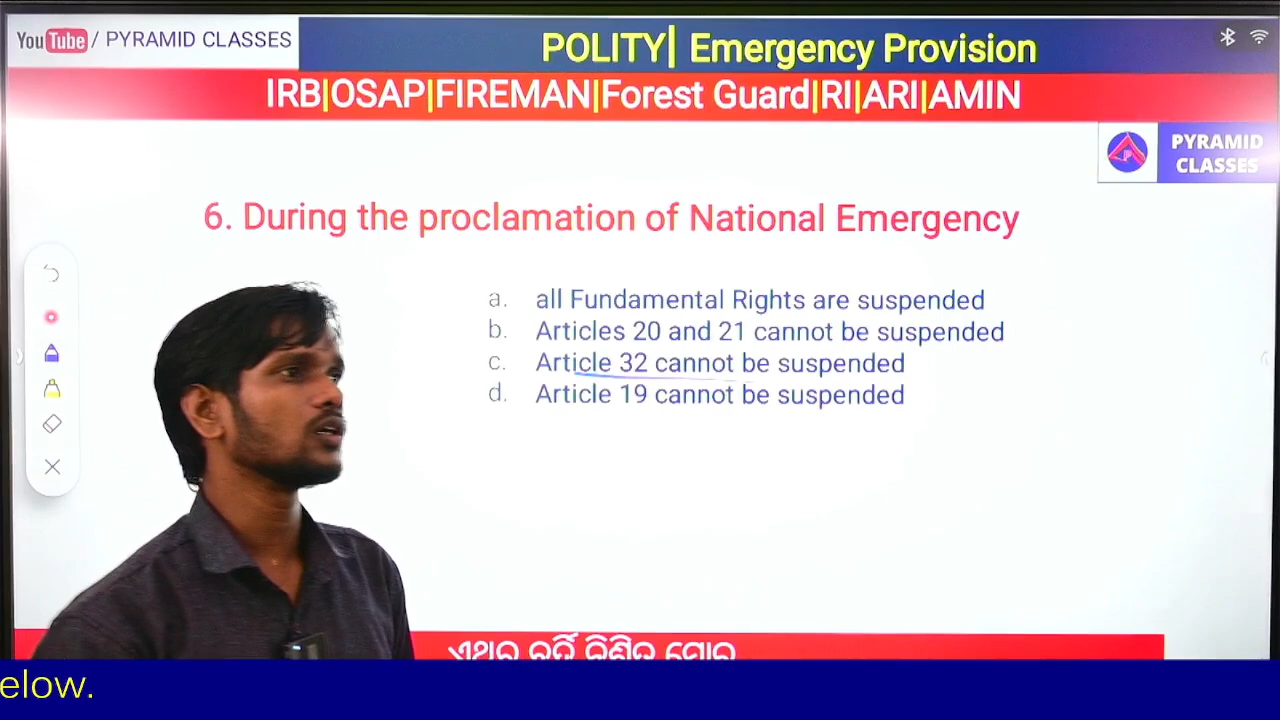 YouTube / PYRAMID CLASSES
POLITY| Emergency Provision
IRB|OSAP|FIREMAN|Forest Guard|RI|ARI|AMIN
PYRAMID
CLASSES
6. During the proclamation of National Emergency
a. all Fundamental Rights are suspended
b. Articles 20 and 21 cannot be suspended
c. Article 32 cannot be suspended
d. Article 19 cannot be suspended
elow.